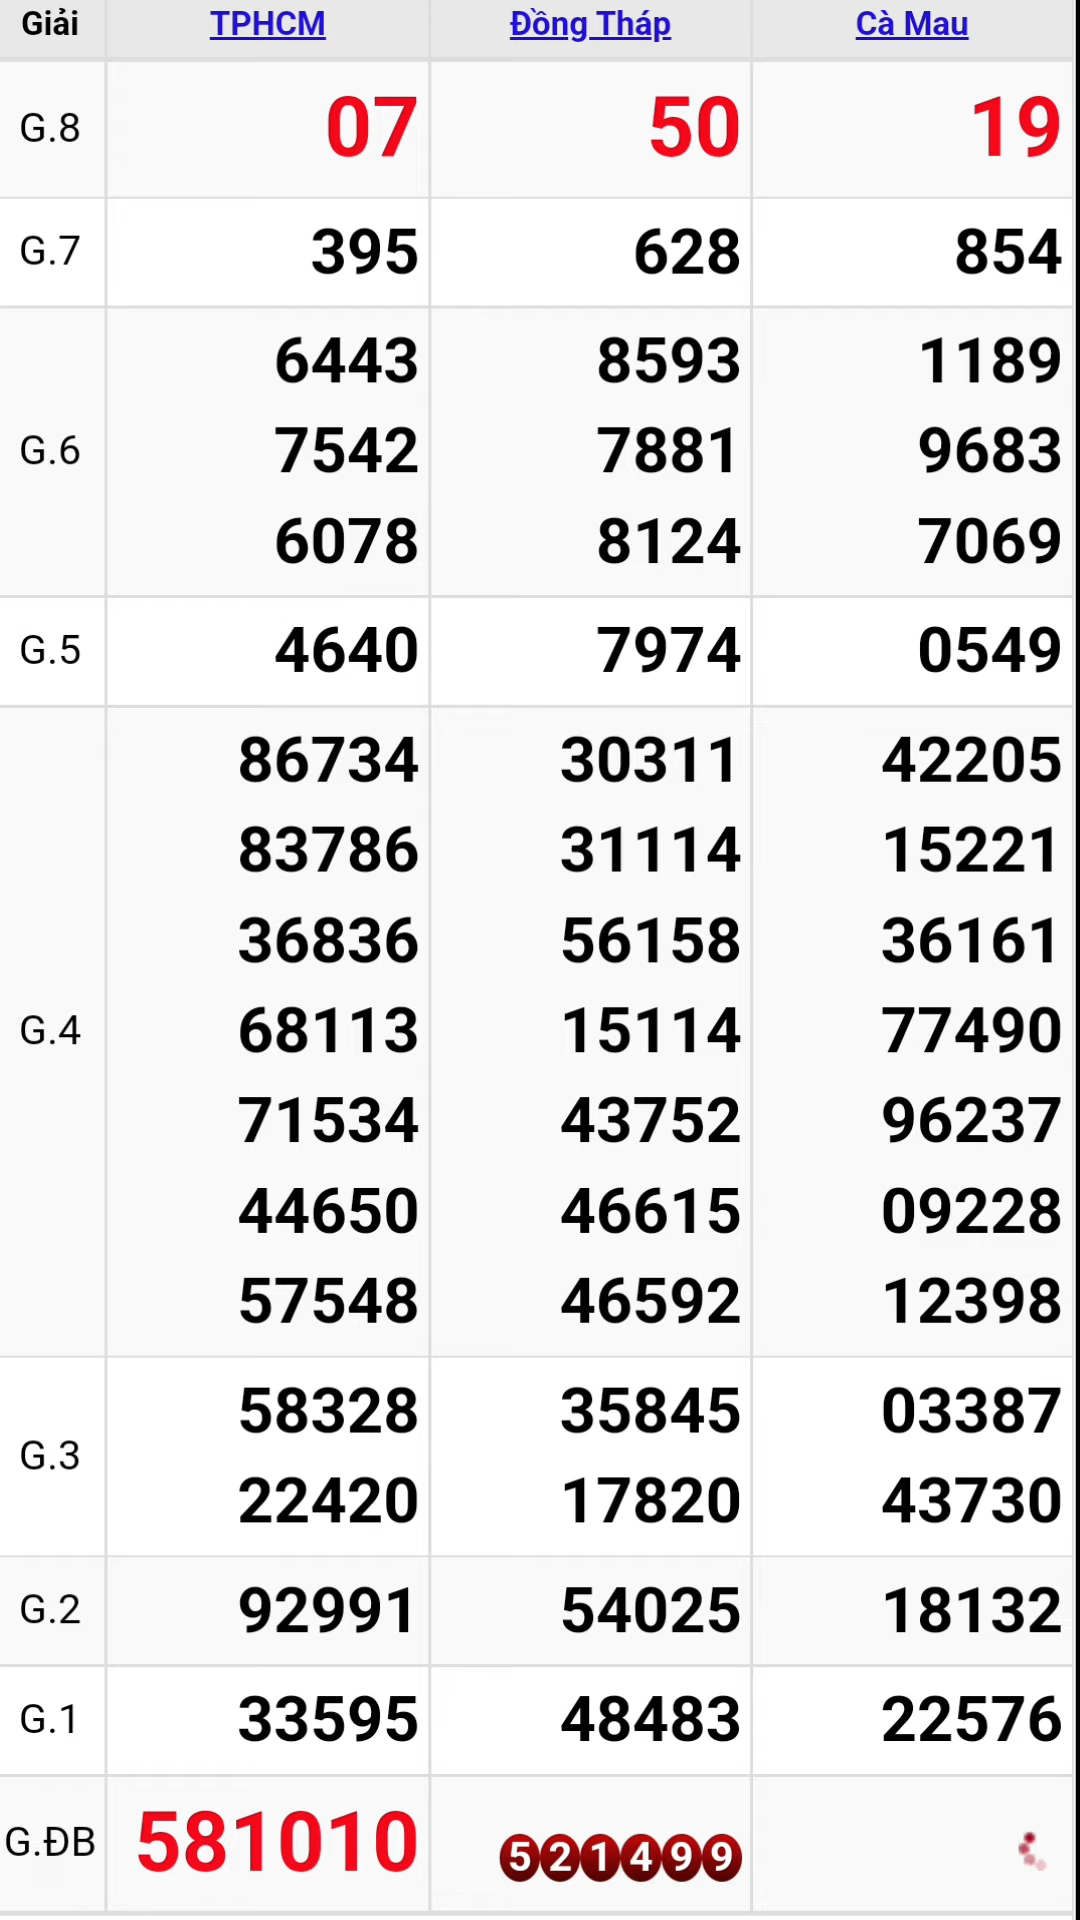 Giải TPHCM Đồng Tháp Cà Mau
G.8 07 50 19
G.7 395 628 854
6443 8593 1189
G.6 7542 7881 9683
6078 8124 7069
G.5 4640 7974 0549
86734 30311 42205
83786 31114 15221
36836 56158 36161
G.4 68113 15114 77490
71534 43752 96237
44650 46615 09228
57548 46592 12398
G.3 58328 35845 03387
22420 17820 43730
G.2 92991 54025 18132
G.1 33595 48483 22576
G.ĐB 581010 521499